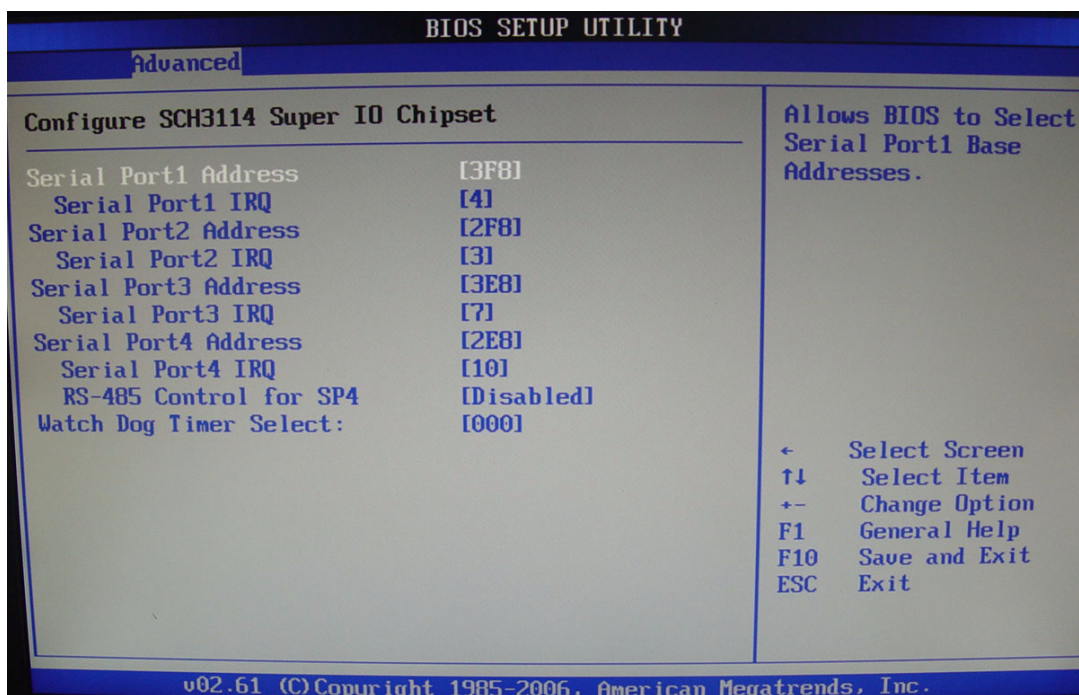 BIOS SETUP UTILITY
Advanced
Configure SCH3114 Super IO Chipset
Serial Port1 Address [3F8]
Serial Port1 IRQ [4]
Serial Port2 Address [2F8]
Serial Port2 IRQ [3]
Serial Port3 Address [3E8]
Serial Port3 IRQ [7]
Serial Port4 Address [2E8]
Serial Port4 IRQ [10]
RS-485 Control for SP4 [Disabled]
Watch Dog Timer Select: [000]
Allows BIOS to Select
Serial Port1 Base
Addresses.
← Select Screen
↑↓ Select Item
+- Change Option
F1 General Help
F10 Save and Exit
ESC Exit
v02.61 (C)Copyright 1985-2006, American Megatrends, Inc.